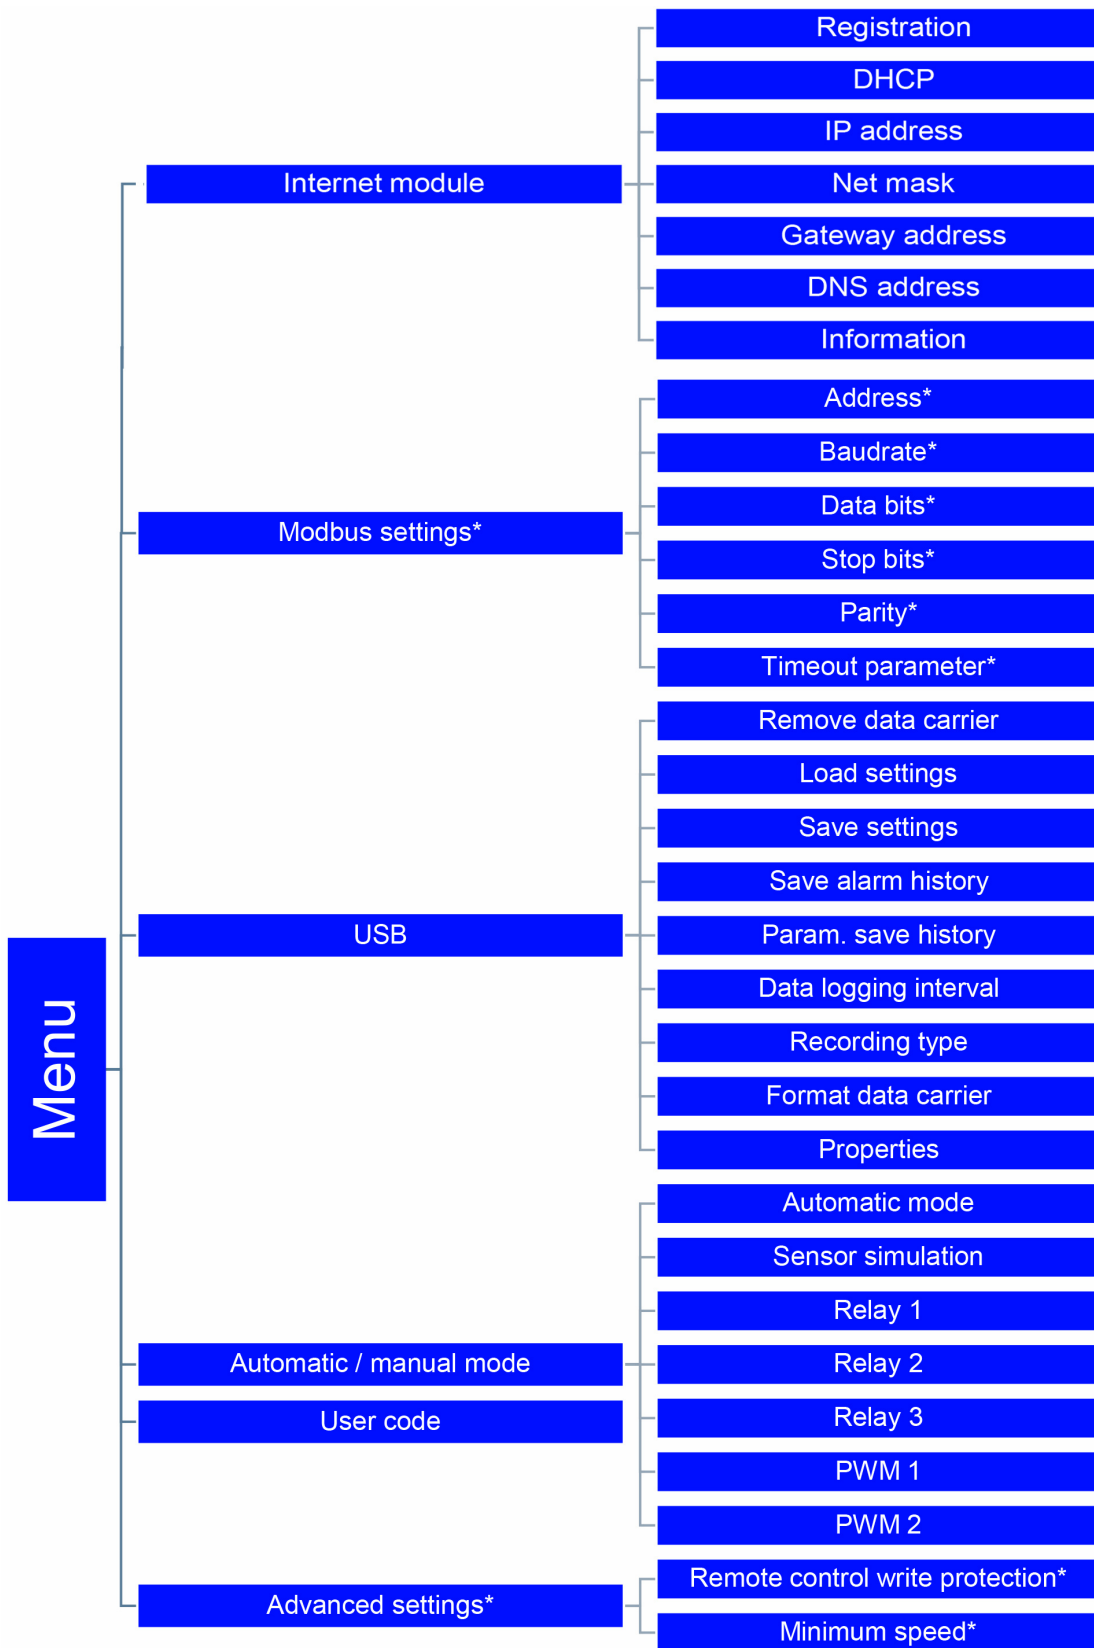 Menu
Internet module
Registration
DHCP
IP address
Net mask
Gateway address
DNS address
Information
Modbus settings*
Address*
Baudrate*
Data bits*
Stop bits*
Parity*
Timeout parameter*
USB
Remove data carrier
Load settings
Save settings
Save alarm history
Param. save history
Data logging interval
Recording type
Format data carrier
Properties
Automatic / manual mode
Automatic mode
Sensor simulation
Relay 1
Relay 2
Relay 3
PWM 1
PWM 2
User code
Advanced settings*
Remote control write protection*
Minimum speed*